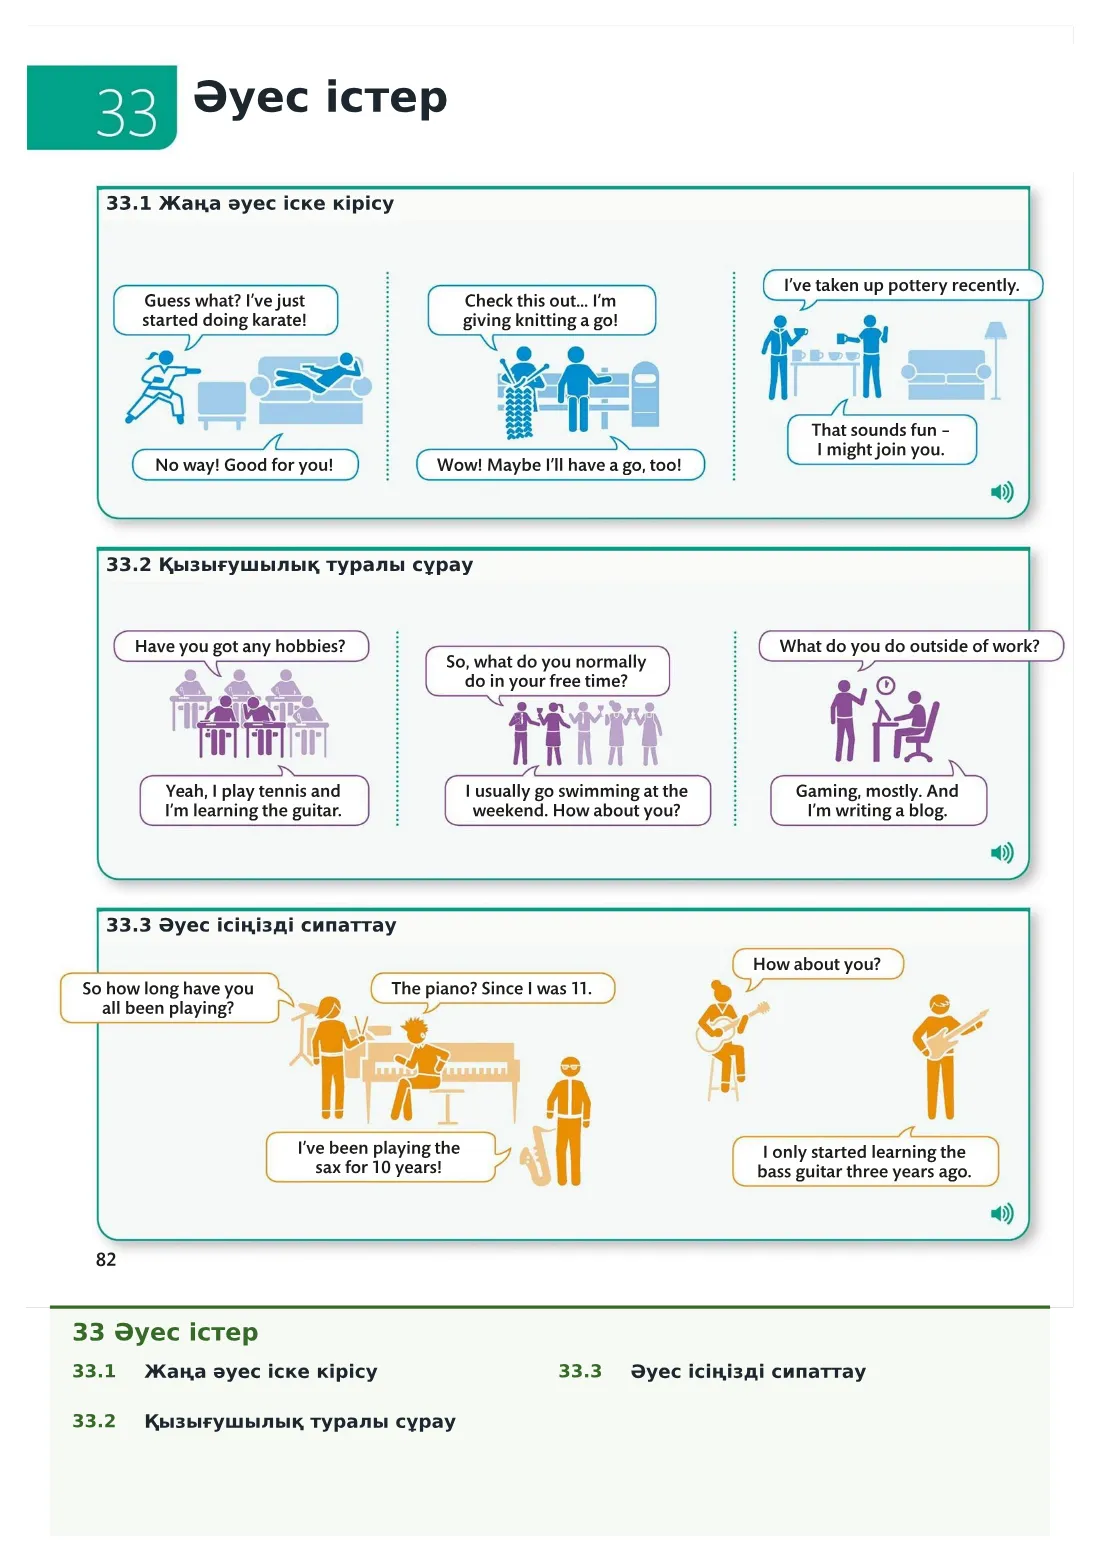 33
Әуес істер
33.1 Жаңа әуес іске кірісу
Guess what? I've just
started doing karate!
No way! Good for you!
Check this out... I'm
giving knitting a go!
Wow! Maybe I'll have a go, too!
I've taken up pottery recently.
That sounds fun –
I might join you.
33.2 Қызығушылық туралы сұрау
Have you got any hobbies?
Yeah, I play tennis and
I'm learning the guitar.
So, what do you normally
do in your free time?
I usually go swimming at the
weekend. How about you?
What do you do outside of work?
Gaming, mostly. And
I'm writing a blog.
33.3 Әуес ісіңізді сипаттау
So how long have you
all been playing?
The piano? Since I was 11.
I've been playing the
sax for 10 years!
How about you?
I only started learning the
bass guitar three years ago.
82
33 Әуес істер
33.1 Жаңа әуес іске кірісу
33.2 Қызығушылық туралы сұрау
33.3 Әуес ісіңізді сипаттау